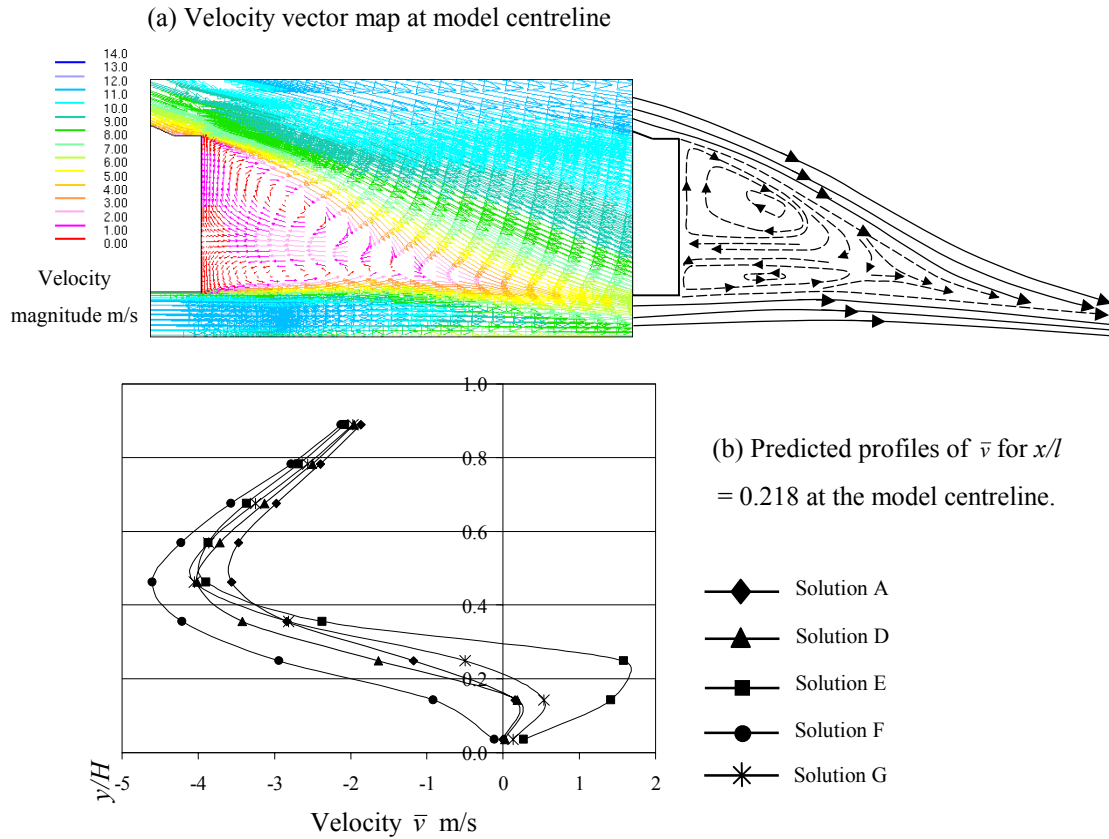 (a) Velocity vector map at model centreline
14.0
13.0
12.0
11.0
10.0
9.00
8.00
7.00
6.00
5.00
4.00
3.00
2.00
1.00
0.00
Velocity
magnitude m/s
1.0
0.8
0.6
0.4
0.2
0.0
-5 -4 -3 -2 -1 0 1 2
y/H
Velocity v̄ m/s
(b) Predicted profiles of v̄ for x/l
= 0.218 at the model centreline.
Solution A
Solution D
Solution E
Solution F
Solution G